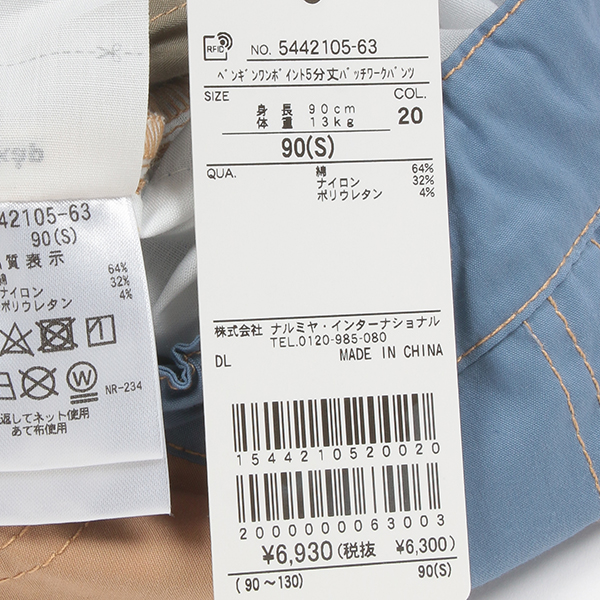 RFID
NO. 5442105-63
ﾍﾟﾝｷﾞﾝﾜﾝﾎﾟｲﾝﾄ5分丈ﾊﾟｯﾁﾜｰｸﾊﾟﾝﾂ
SIZE COL.
身 長 90cm
体 重 13kg 20
90(S)
QUA. 綿 64%
ナイロン 32%
ポリウレタン 4%
株式会社 ナルミヤ・インターナショナル
TEL.0120-985-080
DL MADE IN CHINA
1544210520020
2000000063003
¥6,930(税抜 ¥6,300)
(90～130) 90(S)
442105-63
90(S)
質表示
綿 64%
ナイロン 32%
ポリウレタン 4%
W
NR-234
返してネット使用
あて布使用